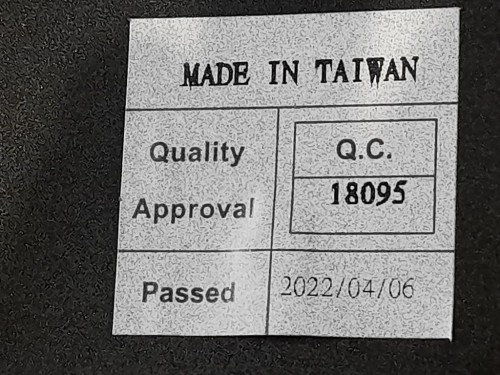 MADE IN TAIWAN
Quality Approval
Q.C.
18095
Passed
2022/04/06